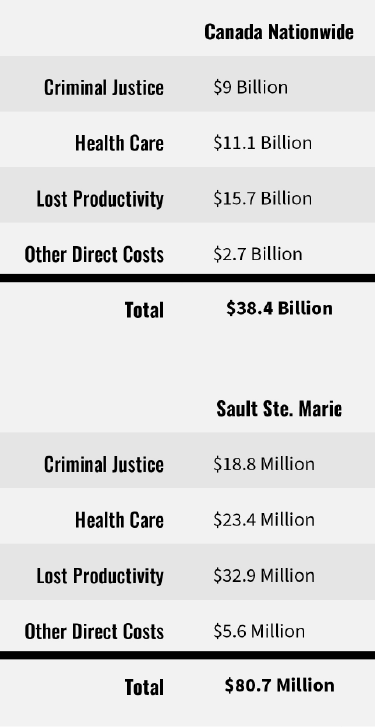 Canada Nationwide
Criminal Justice $9 Billion
Health Care $11.1 Billion
Lost Productivity $15.7 Billion
Other Direct Costs $2.7 Billion
Total $38.4 Billion
Sault Ste. Marie
Criminal Justice $18.8 Million
Health Care $23.4 Million
Lost Productivity $32.9 Million
Other Direct Costs $5.6 Million
Total $80.7 Million